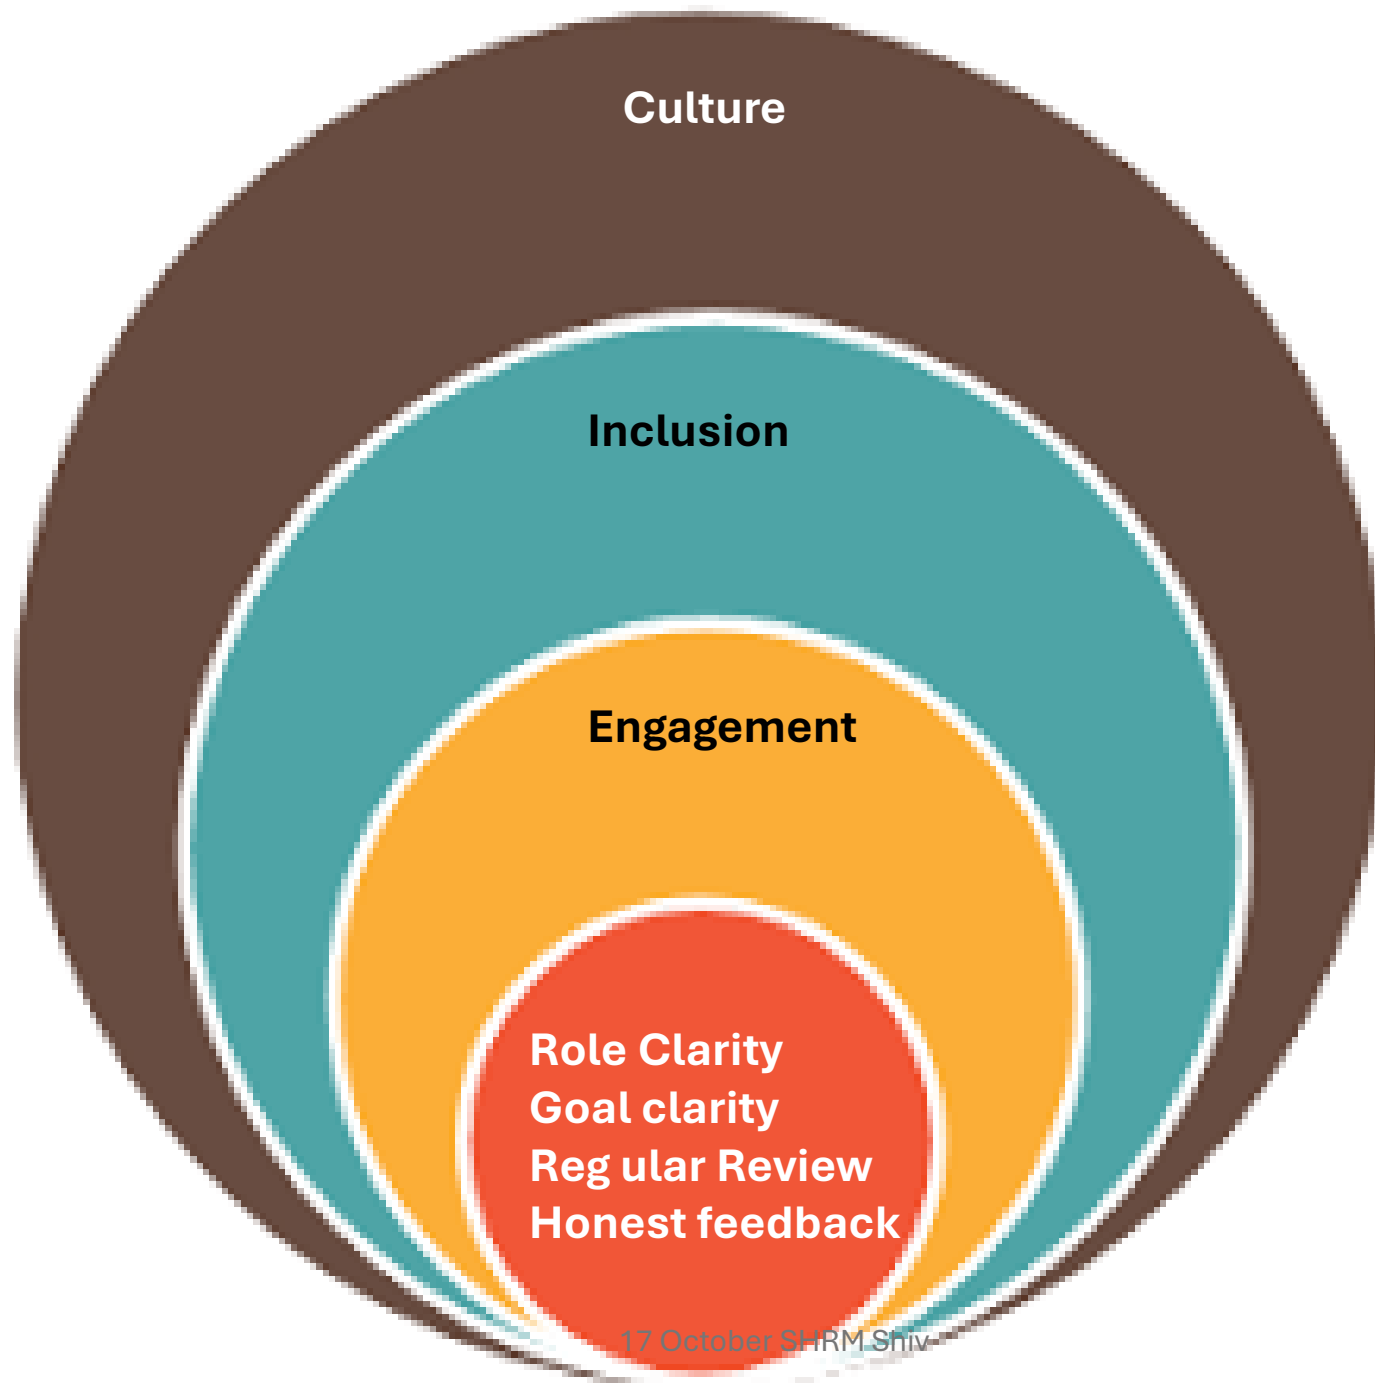 Culture
Inclusion
Engagement
Role Clarity
Goal clarity
Reg ular Review
Honest feedback
17 October SHRM Shiv